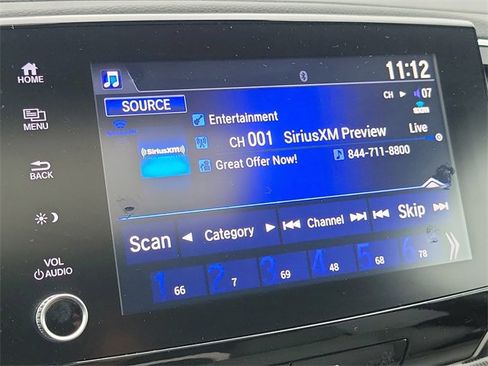 11:12
HOME
SOURCE
CH 07
MENU
Entertainment
sxm
CH 001 SiriusXM Preview Live
((SiriusXM))
Great Offer Now! 844-711-8800
BACK
Scan Category Channel Skip
VOL
AUDIO
1 66 2 7 3 69 4 48 5 68 6 78